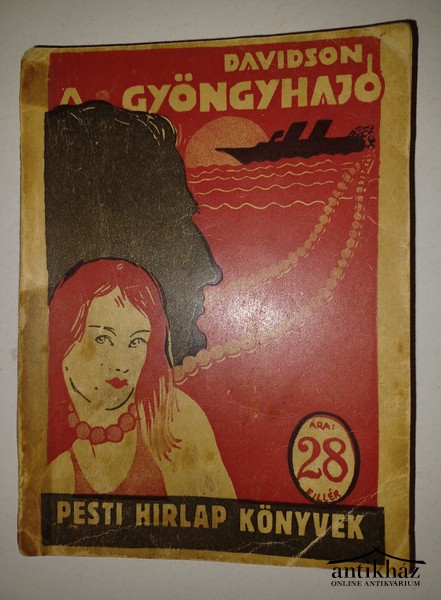 DAVIDSON
A GYÖNGYHAJÓ
ÁRA:
28
FILLÉR
PESTI HIRLAP KÖNYVEK
antikház
ONLINE ANTIKVÁRIUM